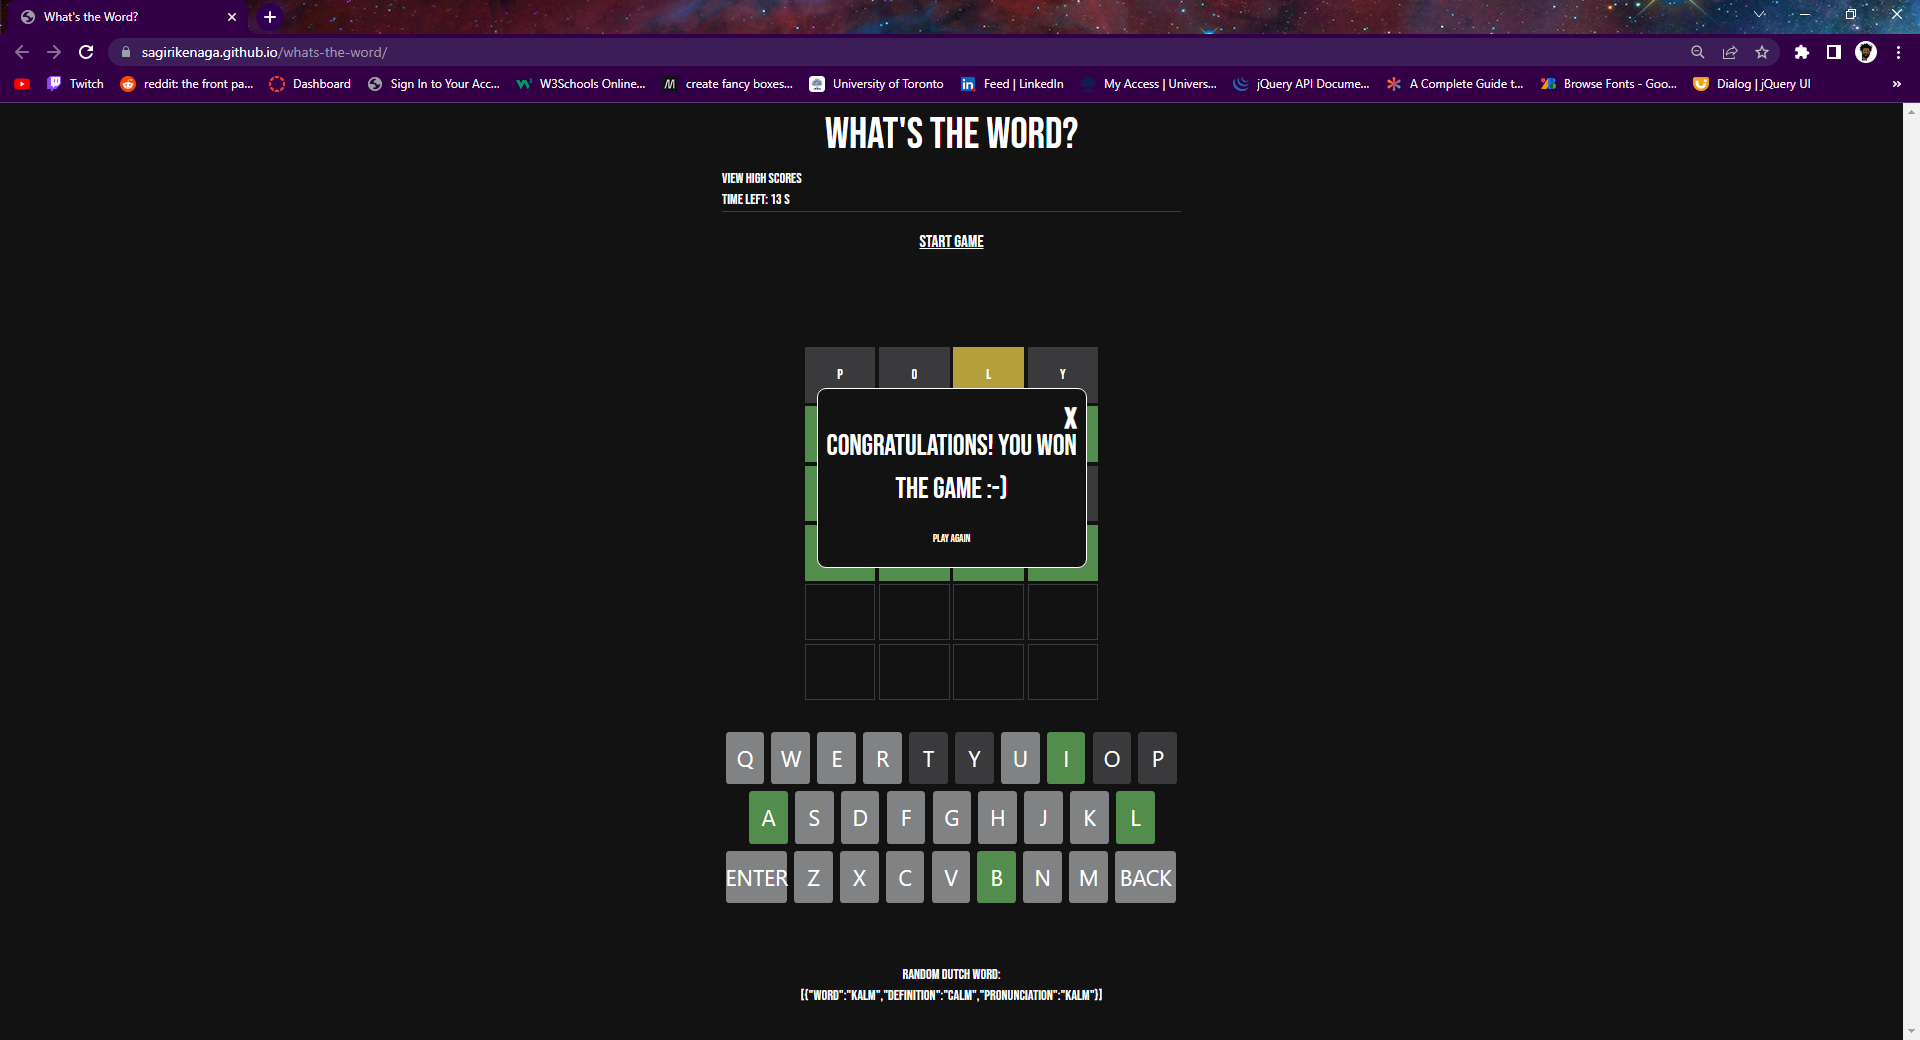 What's the Word?
sagirikenaga.github.io/whats-the-word/
Twitch
reddit: the front pa...
Dashboard
Sign In to Your Acc...
W3Schools Online...
create fancy boxes...
University of Toronto
Feed | LinkedIn
My Access | Univers...
jQuery API Docume...
A Complete Guide t...
Browse Fonts - Goo...
Dialog | jQuery UI
WHAT'S THE WORD?
VIEW HIGH SCORES
TIME LEFT: 13 S
START GAME
P O L Y
X
CONGRATULATIONS! YOU WON
THE GAME :-)
PLAY AGAIN
Q W E R T Y U I O P
A S D F G H J K L
ENTER Z X C V B N M BACK
RANDOM DUTCH WORD:
[{"WORD":"KALM","DEFINITION":"CALM","PRONUNCIATION":"KALM"}]